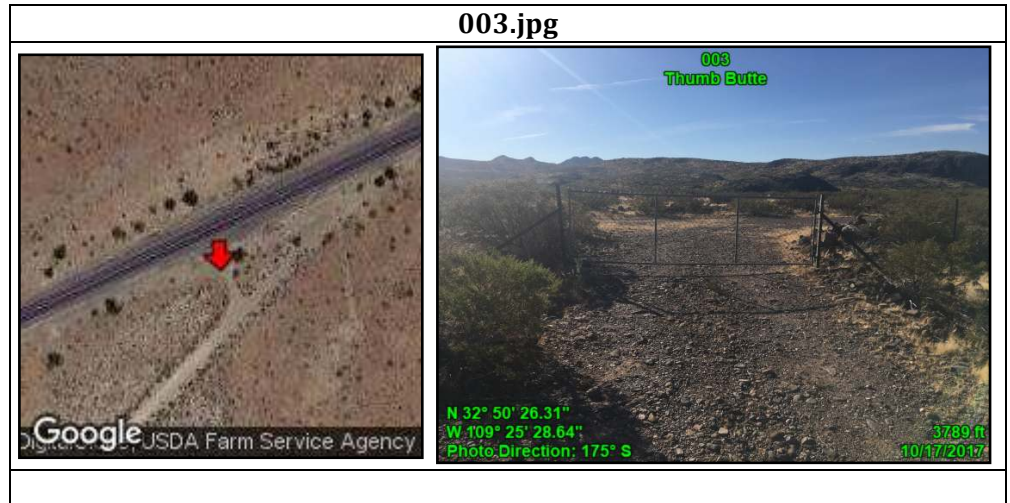 003.jpg
003
Thumb Butte
Google
USDA Farm Service Agency
N 32° 50' 26.31"
W 109° 25' 28.64"
Photo Direction: 175° S
3789 ft
10/17/2017